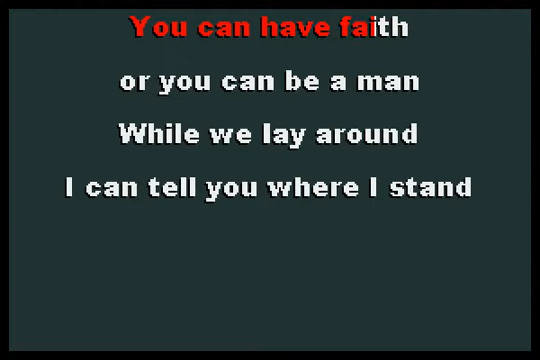 You can have faith
or you can be a man
While we lay around
I can tell you where I stand